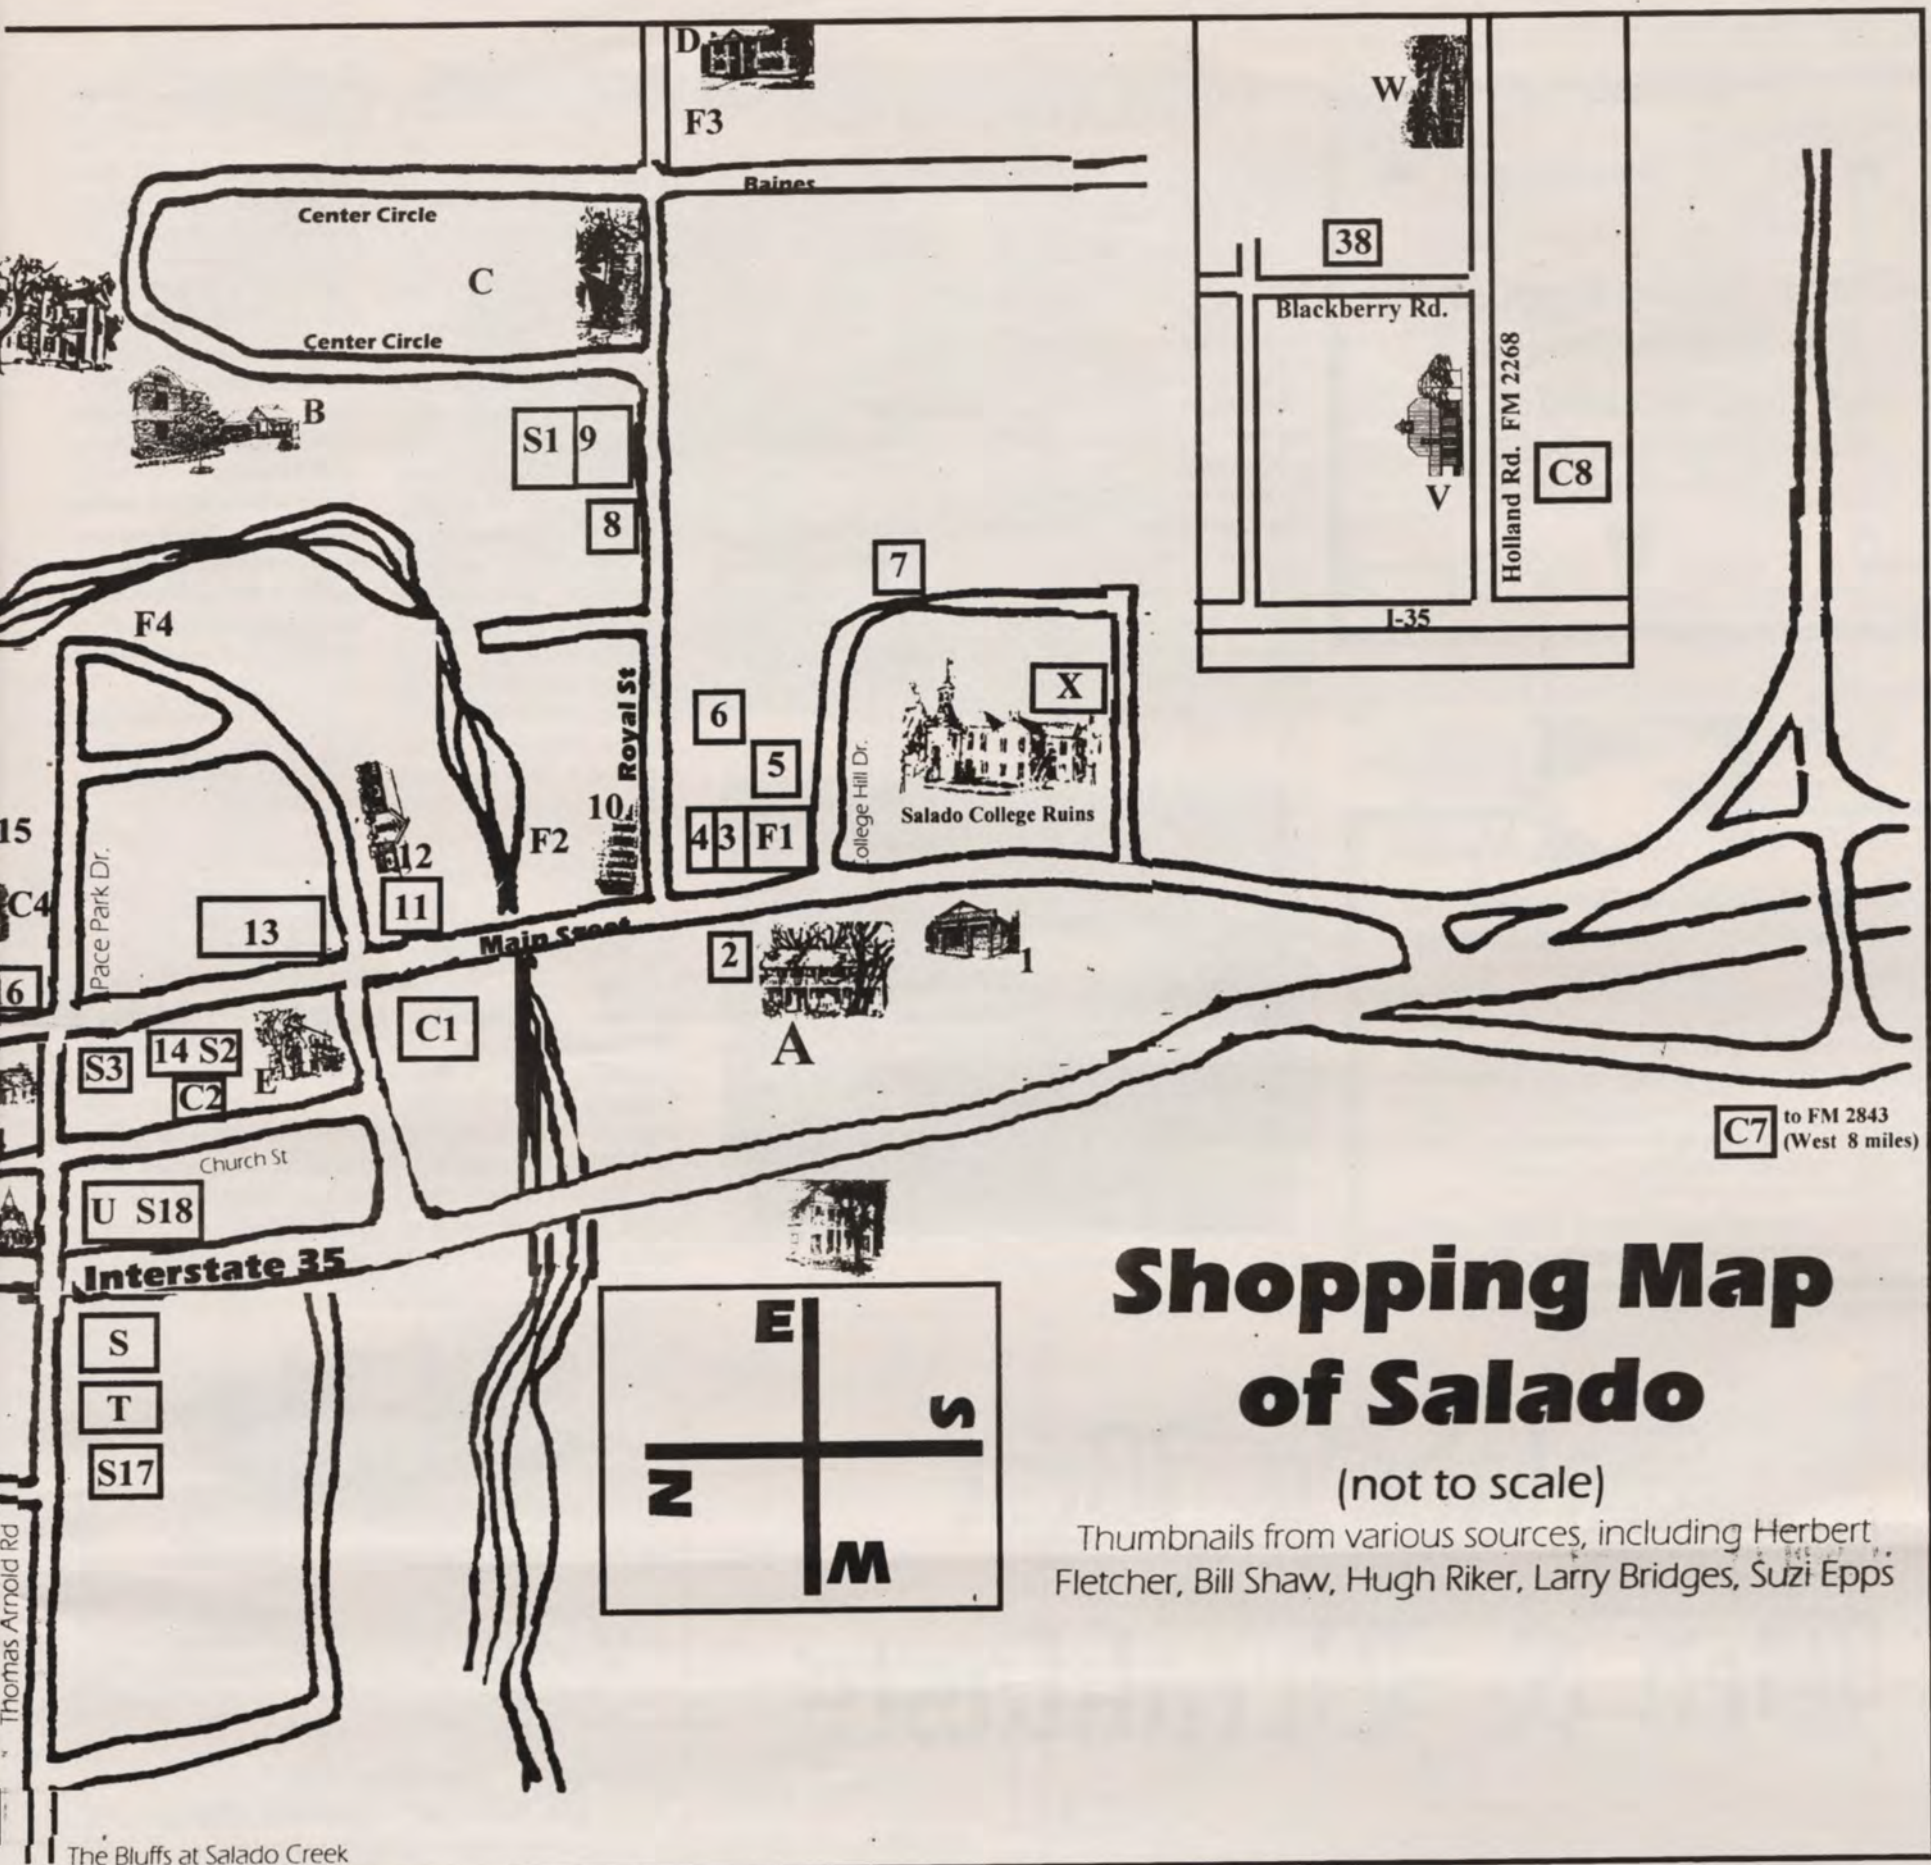 D
F3
W
Baines
Center Circle
38
C
Blackberry Rd.
Center Circle
Holland Rd. FM 2268
B
S1 9
C8
V
8
7
F4
I-35
Royal St
X
6
5
College Hill Dr.
Salado College Ruins
15
10
4 3 F1
F2
12
Pace Park Dr.
C4
11
13
Main Street
2
1
6
C1
A
S3
14 S2
E
C2
C7 to FM 2843
(West 8 miles)
Church St
U S18
Interstate 35
Shopping Map
of Salado
(not to scale)
Thumbnails from various sources, including Herbert
Fletcher, Bill Shaw, Hugh Riker, Larry Bridges, Suzi Epps
S
T
S17
E
S
N
W
Thomas Arnold Rd
The Bluffs at Salado Creek